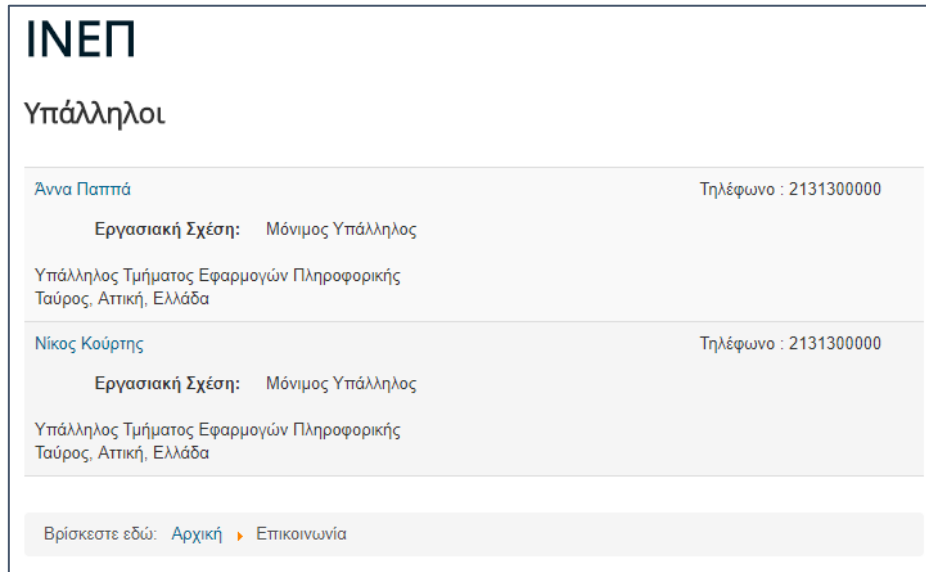 ΙΝΕΠ
Υπάλληλοι
Άννα Παππά Τηλέφωνο : 2131300000
Εργασιακή Σχέση: Μόνιμος Υπάλληλος
Υπάλληλος Τμήματος Εφαρμογών Πληροφορικής
Ταύρος, Αττική, Ελλάδα
Νίκος Κούρτης Τηλέφωνο : 2131300000
Εργασιακή Σχέση: Μόνιμος Υπάλληλος
Υπάλληλος Τμήματος Εφαρμογών Πληροφορικής
Ταύρος, Αττική, Ελλάδα
Βρίσκεστε εδώ: Αρχική Επικοινωνία